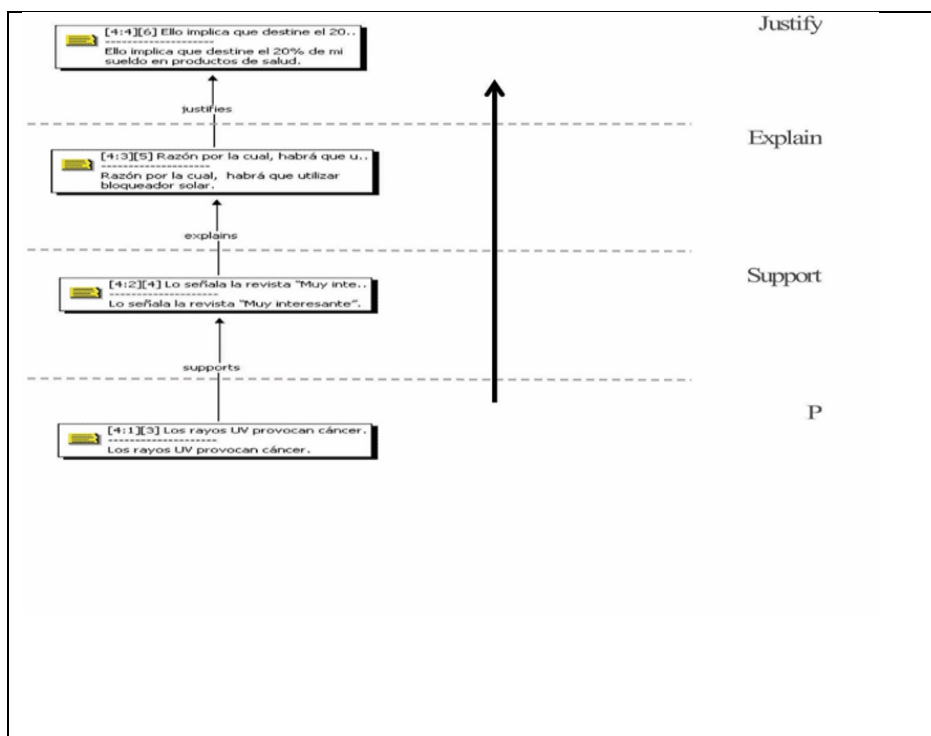 Justify
[4:4][6] Ello implica que destine el 20..
--------------------
Ello implica que destine el 20% de mi
sueldo en productos de salud.
justifies
Explain
[4:3][5] Razón por la cual, habrá que u..
--------------------
Razón por la cual, habrá que utilizar
bloqueador solar.
explains
Support
[4:2][4] Lo señala la revista "Muy inte..
--------------------
Lo señala la revista "Muy interesante".
supports
P
[4:1][3] Los rayos UV provocan cáncer.
--------------------
Los rayos UV provocan cáncer.